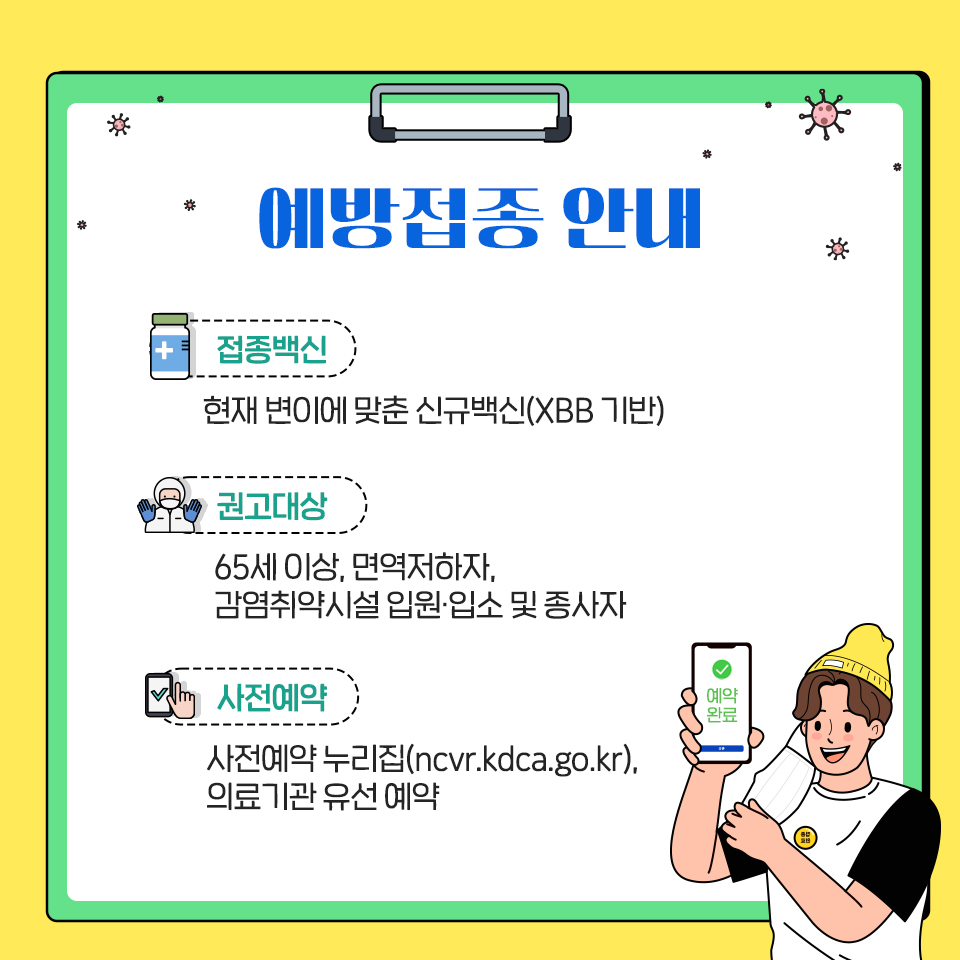 예방접종 안내
접종백신
현재 변이에 맞춘 신규백신(XBB 기반)
권고대상
65세 이상, 면역저하자,
감염취약시설 입원·입소 및 종사자
사전예약
사전예약 누리집(ncvr.kdca.go.kr),
의료기관 유선 예약
예약
완료